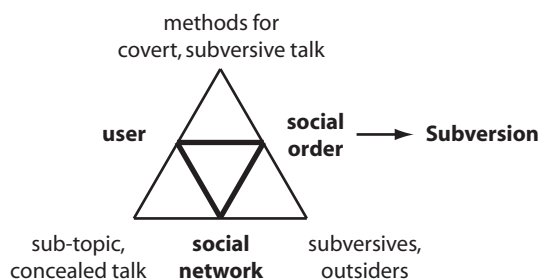 methods for
covert, subversive talk
user
social
order
Subversion
sub-topic,
concealed talk
social
network
subversives,
outsiders